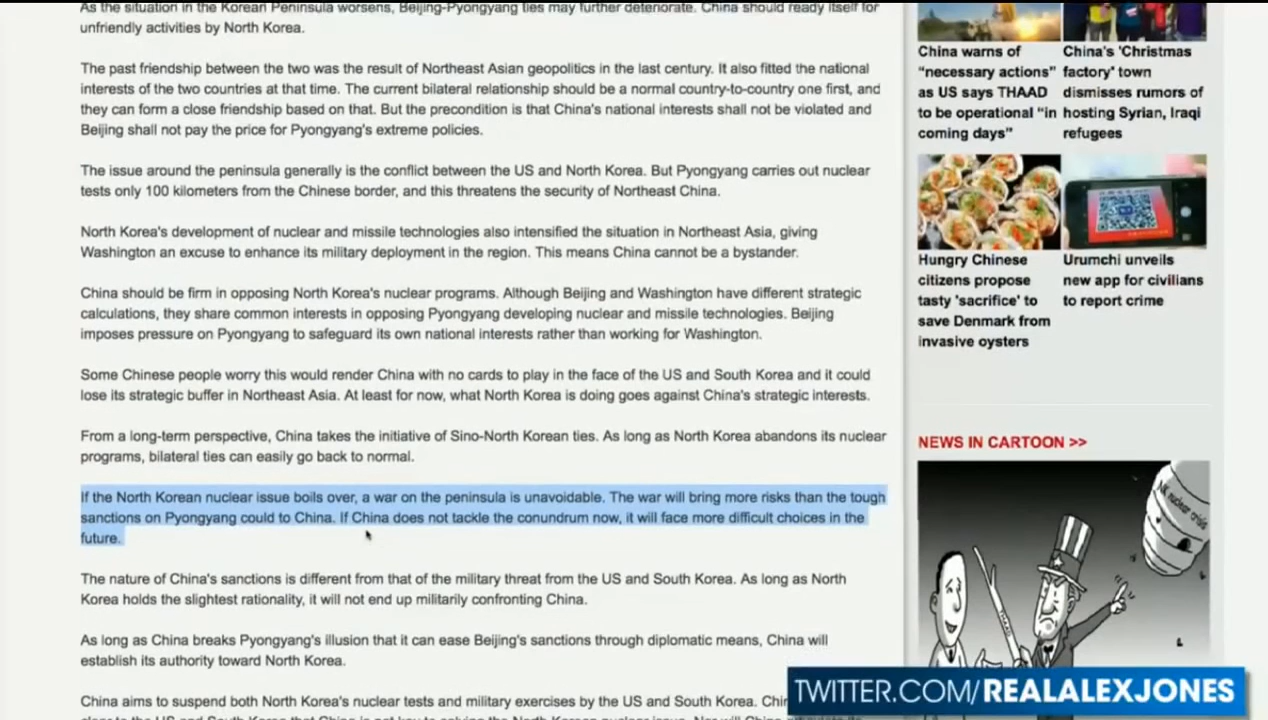 As the situation in the Korean Peninsula worsens, Beijing-Pyongyang ties may further deteriorate. China should ready itself for
unfriendly activities by North Korea.
The past friendship between the two was the result of Northeast Asian geopolitics in the last century. It also fitted the national
interests of the two countries at that time. The current bilateral relationship should be a normal country-to-country one first, and
they can form a close friendship based on that. But the precondition is that China's national interests shall not be violated and
Beijing shall not pay the price for Pyongyang's extreme policies.
The issue around the peninsula generally is the conflict between the US and North Korea. But Pyongyang carries out nuclear
tests only 100 kilometers from the Chinese border, and this threatens the security of Northeast China.
North Korea's development of nuclear and missile technologies also intensified the situation in Northeast Asia, giving
Washington an excuse to enhance its military deployment in the region. This means China cannot be a bystander.
China should be firm in opposing North Korea's nuclear programs. Although Beijing and Washington have different strategic
calculations, they share common interests in opposing Pyongyang developing nuclear and missile technologies. Beijing
imposes pressure on Pyongyang to safeguard its own national interests rather than working for Washington.
Some Chinese people worry this would render China with no cards to play in the face of the US and South Korea and it could
lose its strategic buffer in Northeast Asia. At least for now, what North Korea is doing goes against China's strategic interests.
From a long-term perspective, China takes the initiative of Sino-North Korean ties. As long as North Korea abandons its nuclear
programs, bilateral ties can easily go back to normal.
If the North Korean nuclear issue boils over, a war on the peninsula is unavoidable. The war will bring more risks than the tough
sanctions on Pyongyang could to China. If China does not tackle the conundrum now, it will face more difficult choices in the
future.
The nature of China's sanctions is different from that of the military threat from the US and South Korea. As long as North
Korea holds the slightest rationality, it will not end up militarily confronting China.
As long as China breaks Pyongyang's illusion that it can ease Beijing's sanctions through diplomatic means, China will
establish its authority toward North Korea.
China aims to suspend both North Korea's nuclear tests and military exercises by the US and South Korea.
China warns of
"necessary actions"
as US says THAAD
to be operational "in
coming days"
China's 'Christmas
factory' town
dismisses rumors of
hosting Syrian, Iraqi
refugees
Hungry Chinese
citizens propose
tasty 'sacrifice' to
save Denmark from
invasive oysters
Urumchi unveils
new app for civilians
to report crime
NEWS IN CARTOON >>
nuclear crisis
TWITTER.COM/REALALEXJONES